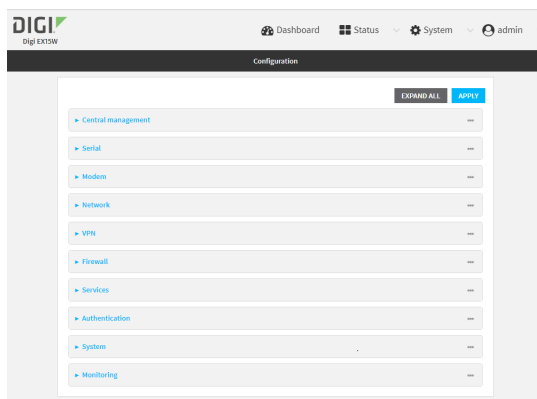 DIGI
Digi EX15W
Dashboard Status System admin
Configuration
EXPAND ALL APPLY
Central management
Serial
Modem
Network
VPN
Firewall
Services
Authentication
System
Monitoring